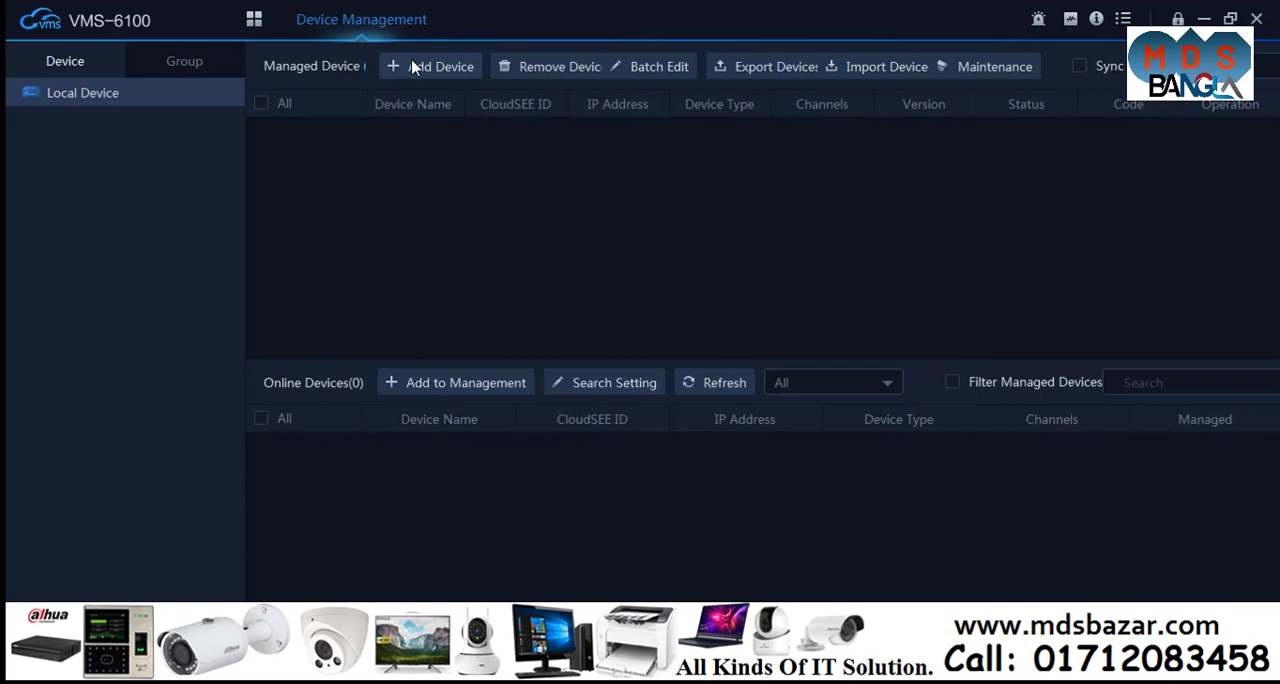 vms VMS-6100 Device Management
Device Group
Local Device
Managed Device ( Add Device Remove Devic Batch Edit Export Devices Import Device Maintenance Sync
All Device Name CloudSEE ID IP Address Device Type Channels Version Status Code Operation
MDS
BANGLA
Online Devices(0) Add to Management Search Setting Refresh All Filter Managed Devices Search
All Device Name CloudSEE ID IP Address Device Type Channels Managed
alhua
www.mdsbazar.com
All Kinds Of IT Solution. Call: 01712083458